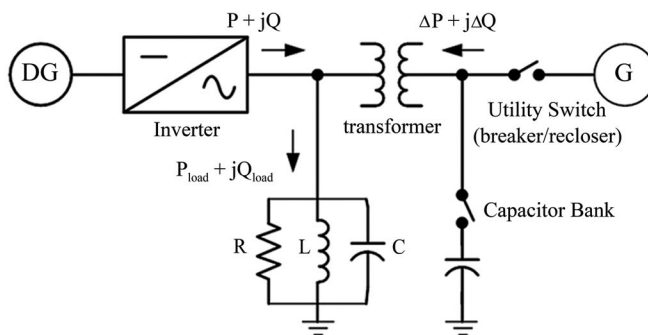 P + jQ
ΔP + jΔQ
DG
G
Inverter
transformer
Utility Switch
(breaker/recloser)
P_load + jQ_load
Capacitor Bank
R
L
C